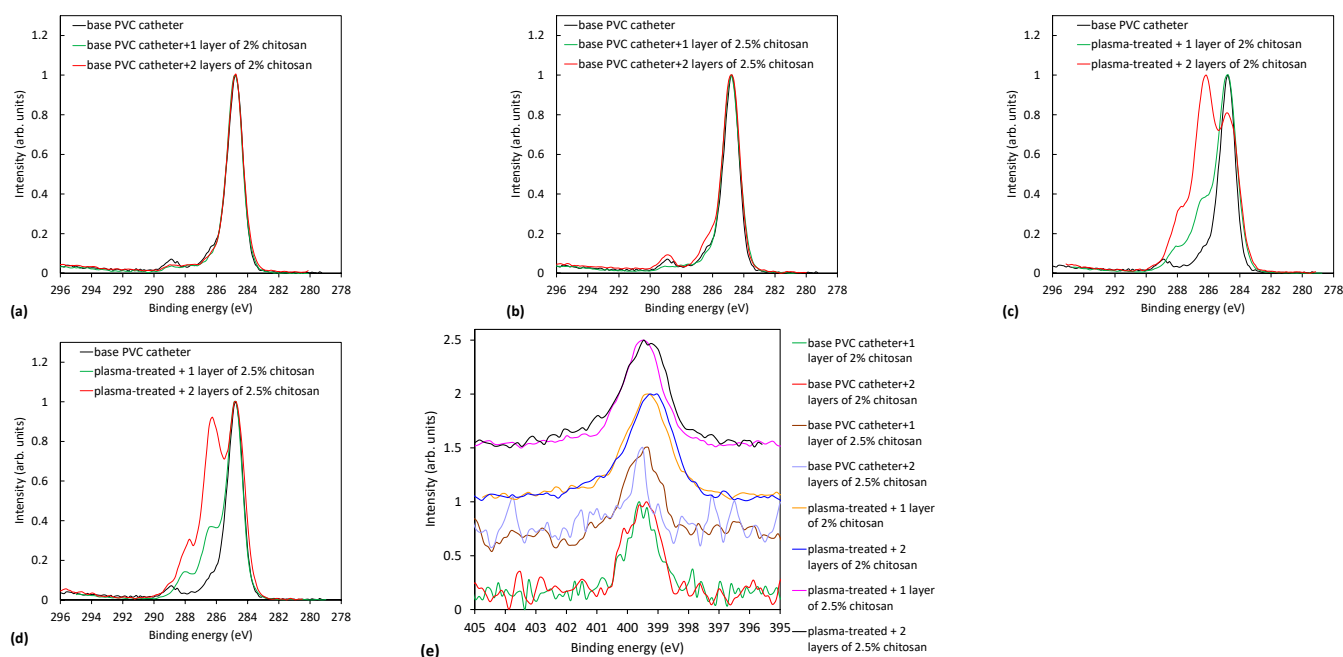 base PVC catheter
base PVC catheter+1 layer of 2% chitosan
base PVC catheter+2 layers of 2% chitosan
1.2
1
0.8
0.6
0.4
0.2
0
Intensity (arb. units)
296 294 292 290 288 286 284 282 280 278
Binding energy (eV)
(a)
base PVC catheter
base PVC catheter+1 layer of 2.5% chitosan
base PVC catheter+2 layers of 2.5% chitosan
1.2
1
0.8
0.6
0.4
0.2
0
Intensity (arb. units)
296 294 292 290 288 286 284 282 280 278
Binding energy (eV)
(b)
base PVC catheter
plasma-treated + 1 layer of 2% chitosan
plasma-treated + 2 layers of 2% chitosan
1.2
1
0.8
0.6
0.4
0.2
0
Intensity (arb. units)
296 294 292 290 288 286 284 282 280 278
Binding energy (eV)
(c)
base PVC catheter
plasma-treated + 1 layer of 2.5% chitosan
plasma-treated + 2 layers of 2.5% chitosan
1.2
1
0.8
0.6
0.4
0.2
0
Intensity (arb. units)
296 294 292 290 288 286 284 282 280 278
Binding energy (eV)
(d)
2.5
2
1.5
1
0.5
0
Intensity (arb. units)
405 404 403 402 401 400 399 398 397 396 395
Binding energy (eV)
(e)
base PVC catheter+1
layer of 2% chitosan
base PVC catheter+2
layers of 2% chitosan
base PVC catheter+1
layer of 2.5% chitosan
base PVC catheter+2
layers of 2.5% chitosan
plasma-treated + 1 layer
of 2% chitosan
plasma-treated + 2
layers of 2% chitosan
plasma-treated + 1 layer
of 2.5% chitosan
plasma-treated + 2
layers of 2.5% chitosan